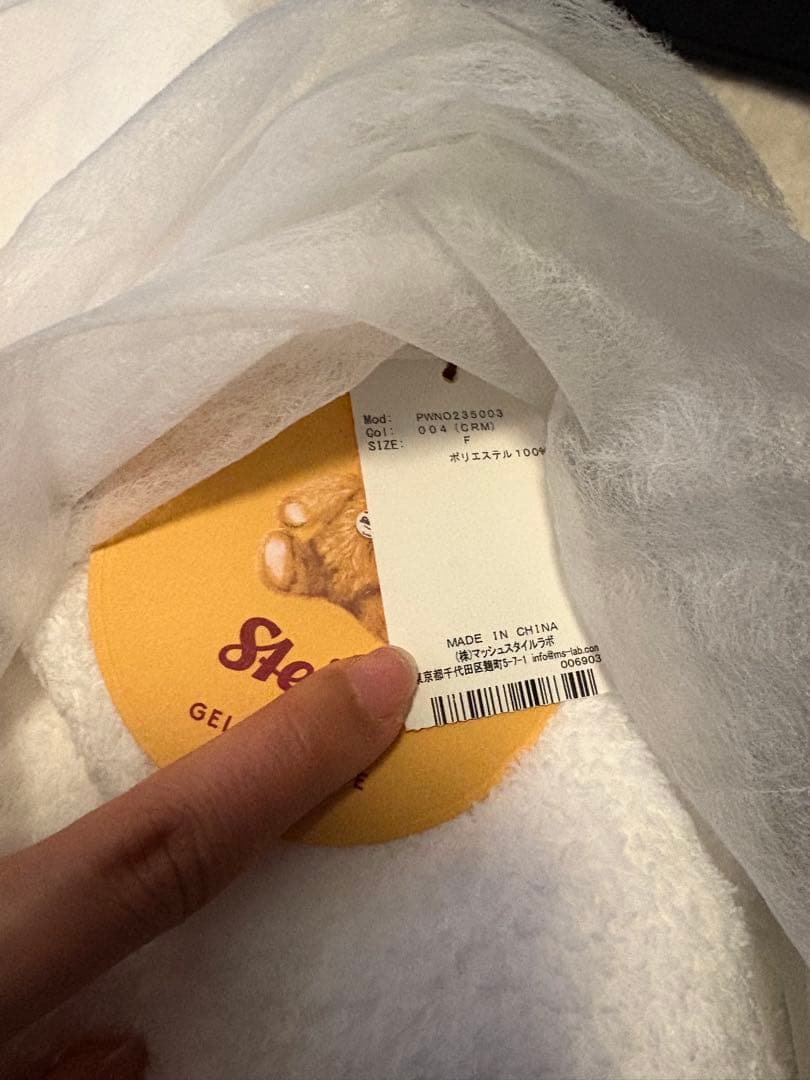 Mod: PWNO235003
Col: 004 (CRM)
SIZE: F
ポリエステル100%
MADE IN CHINA
(株)マッシュスタイルラボ
東京都千代田区麹町5-7-1 info@ms-lab.com
006903
Ste
GEL
E